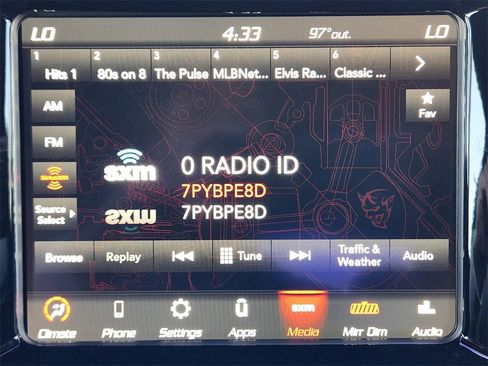 LO 4:33 97° out. LO
1 2 3 4 5 6
Hits 1 80s on 8 The Pulse MLBNet... Elvis Ra... Classic ...
AM
Fav
FM
SiriusXM
sxm
0 RADIO ID
7PYBPE8D
7PYBPE8D
Source
Select
Browse Replay Tune Traffic &
Weather Audio
sxm
Climate Phone Settings Apps Media Mirr Dim Audio